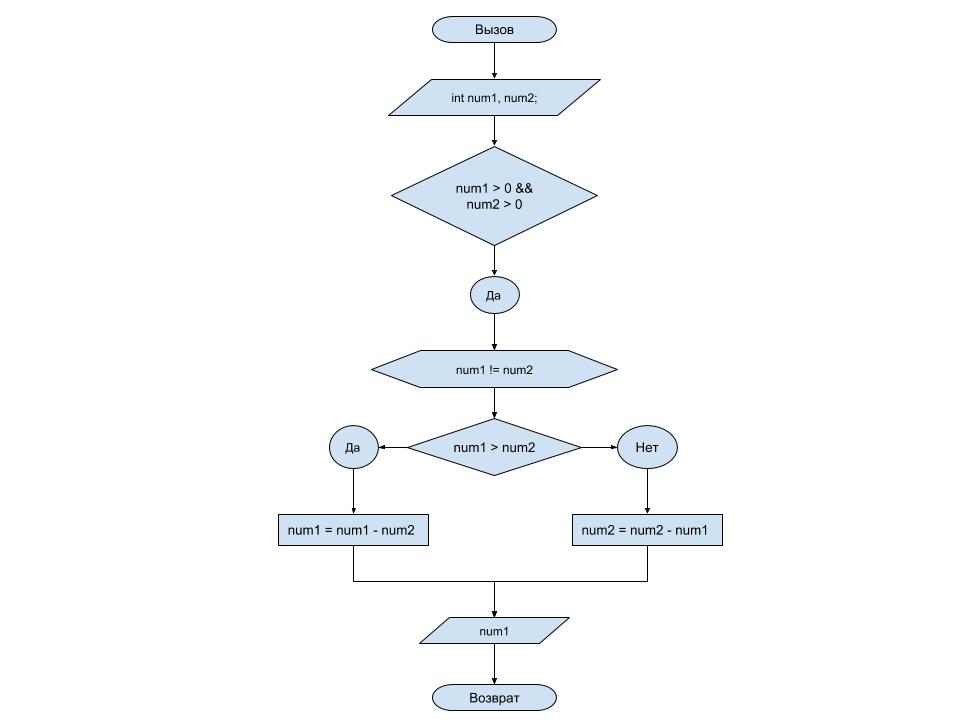 Вызов
int num1, num2;
num1 > 0 &&
num2 > 0
Да
num1 != num2
Да
num1 > num2
Нет
num1 = num1 - num2
num2 = num2 - num1
num1
Возврат